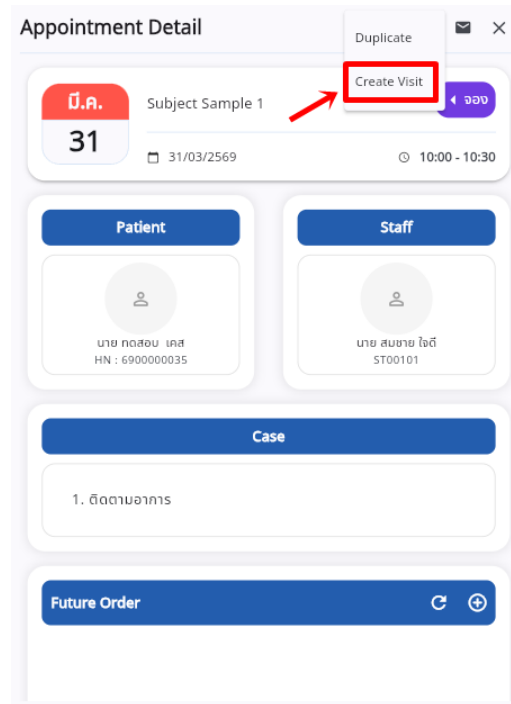 Appointment Detail
Duplicate
Create Visit
มี.ค.
31
Subject Sample 1
จอง
31/03/2569
10:00 - 10:30
Patient
Staff
นาย ทดสอบ เคส
HN : 6900000035
นาย สมชาย ใจดี
ST00101
Case
1. ติดตามอาการ
Future Order